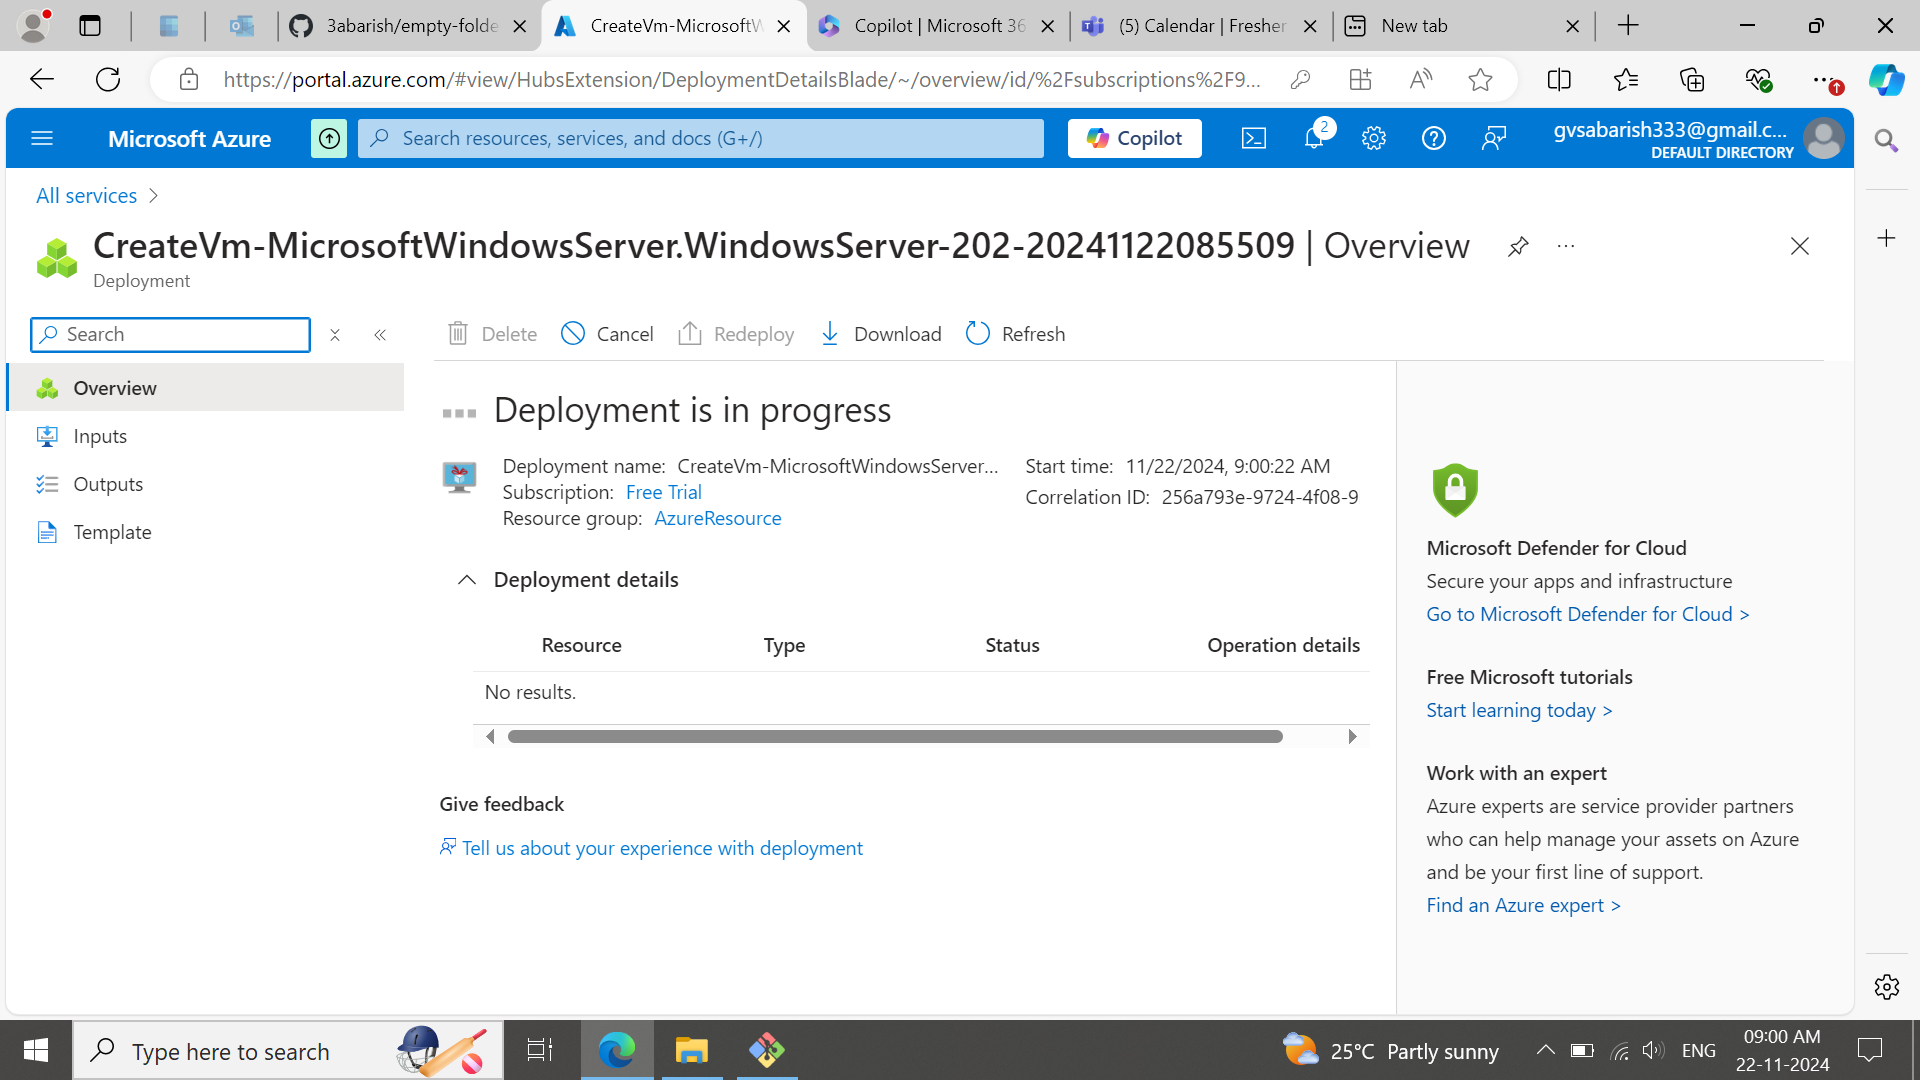 3abarish/empty-folde
CreateVm-MicrosoftW
Copilot | Microsoft 36
(5) Calendar | Fresher
New tab
https://portal.azure.com/#view/HubsExtension/DeploymentDetailsBlade/~/overview/id/%2Fsubscriptions%2F9...
Microsoft Azure
Search resources, services, and docs (G+/)
Copilot
2
gvsabarish333@gmail.c...
DEFAULT DIRECTORY
All services
CreateVm-MicrosoftWindowsServer.WindowsServer-202-20241122085509 | Overview
Deployment
Search
Delete
Cancel
Redeploy
Download
Refresh
Overview
Inputs
Outputs
Template
Deployment is in progress
Deployment name: CreateVm-MicrosoftWindowsServer...
Subscription: Free Trial
Resource group: AzureResource
Start time: 11/22/2024, 9:00:22 AM
Correlation ID: 256a793e-9724-4f08-9
Deployment details
Resource Type Status Operation details
No results.
Give feedback
Tell us about your experience with deployment
Microsoft Defender for Cloud
Secure your apps and infrastructure
Go to Microsoft Defender for Cloud >
Free Microsoft tutorials
Start learning today >
Work with an expert
Azure experts are service provider partners
who can help manage your assets on Azure
and be your first line of support.
Find an Azure expert >
Type here to search
25°C Partly sunny
ENG
09:00 AM
22-11-2024